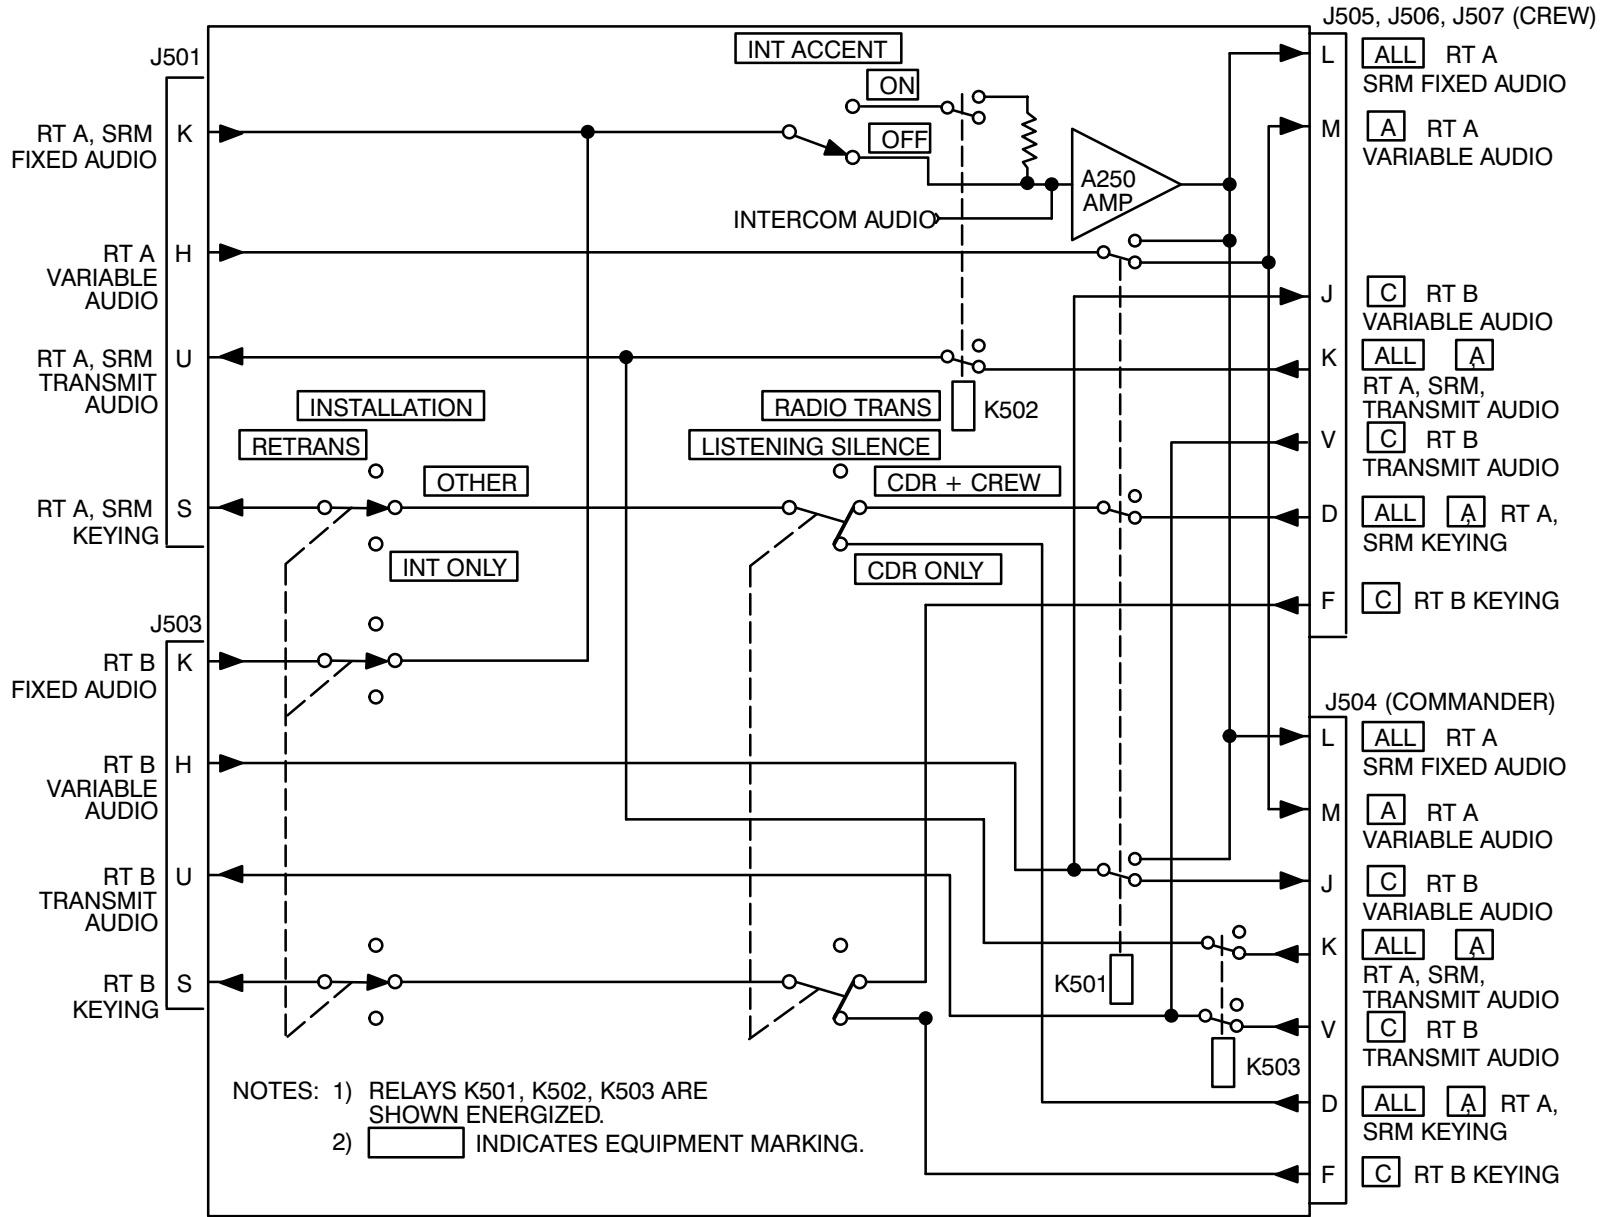 J505, J506, J507 (CREW)
J501
INT ACCENT
ON
OFF
RT A, SRM
FIXED AUDIO
K
L
ALL RT A
SRM FIXED AUDIO
M
A RT A
VARIABLE AUDIO
A250
AMP
INTERCOM AUDIO
RT A
VARIABLE
AUDIO
H
J
C RT B
VARIABLE AUDIO
RT A, SRM
TRANSMIT
AUDIO
U
K
ALL A,
RT A, SRM,
TRANSMIT AUDIO
INSTALLATION
RADIO TRANS
K502
RETRANS
LISTENING SILENCE
V
C RT B
TRANSMIT AUDIO
OTHER
CDR + CREW
RT A, SRM
KEYING
S
D
ALL A, RT A,
SRM KEYING
INT ONLY
CDR ONLY
F
C RT B KEYING
J503
RT B
FIXED AUDIO
K
J504 (COMMANDER)
L
ALL RT A
SRM FIXED AUDIO
RT B
VARIABLE
AUDIO
H
M
A RT A
VARIABLE AUDIO
RT B
TRANSMIT
AUDIO
U
J
C RT B
VARIABLE AUDIO
K
ALL A,
RT A, SRM,
TRANSMIT AUDIO
RT B
KEYING
S
K501
V
C RT B
TRANSMIT AUDIO
K503
NOTES: 1) RELAYS K501, K502, K503 ARE
SHOWN ENERGIZED.
2) INDICATES EQUIPMENT MARKING.
D
ALL A, RT A,
SRM KEYING
F
C RT B KEYING